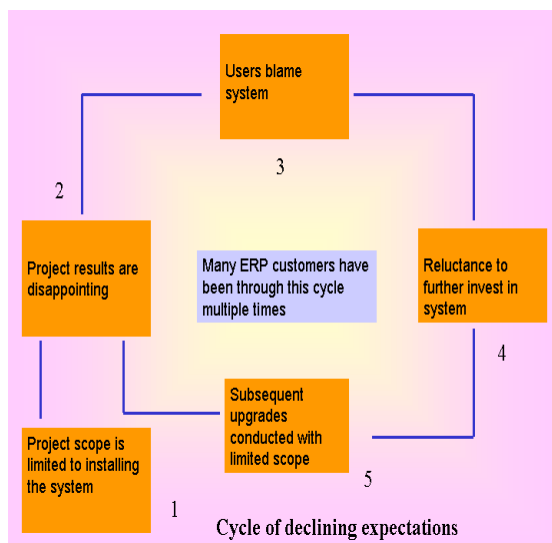 Users blame
system
3
2
Project results are
disappointing
Many ERP customers have
been through this cycle
multiple times
Reluctance to
further invest in
system
4
Subsequent
upgrades
conducted with
limited scope
5
Project scope is
limited to installing
the system
1
Cycle of declining expectations